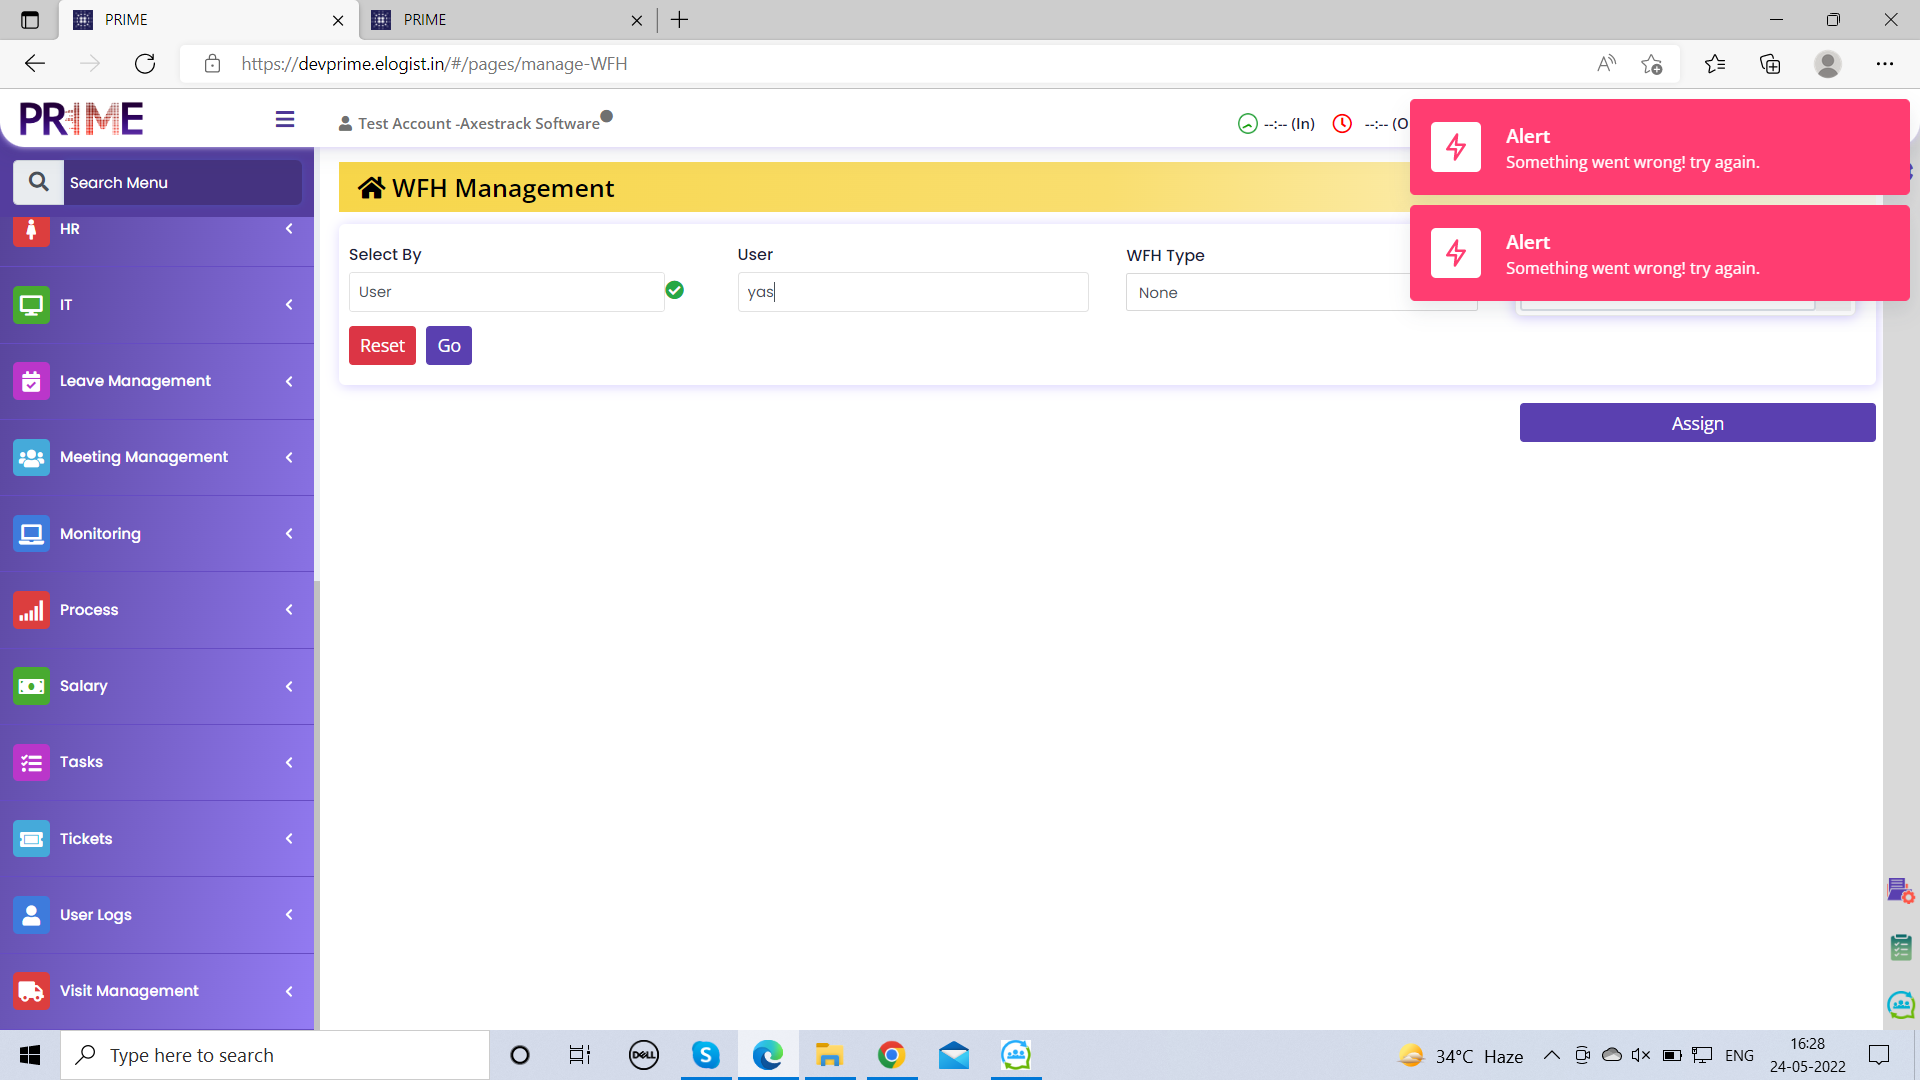 PRIME
PRIME
https://devprime.elogist.in/#/pages/manage-WFH
PRIME
Test Account -Axestrack Software
--:-- (In)
--:-- (O
Alert
Something went wrong! try again.
Alert
Something went wrong! try again.
Search Menu
HR
IT
Leave Management
Meeting Management
Monitoring
Process
Salary
Tasks
Tickets
User Logs
Visit Management
WFH Management
Select By
User
WFH Type
User
yas
None
Reset
Go
Assign
Type here to search
DELL
34°C Haze
ENG
16:28
24-05-2022